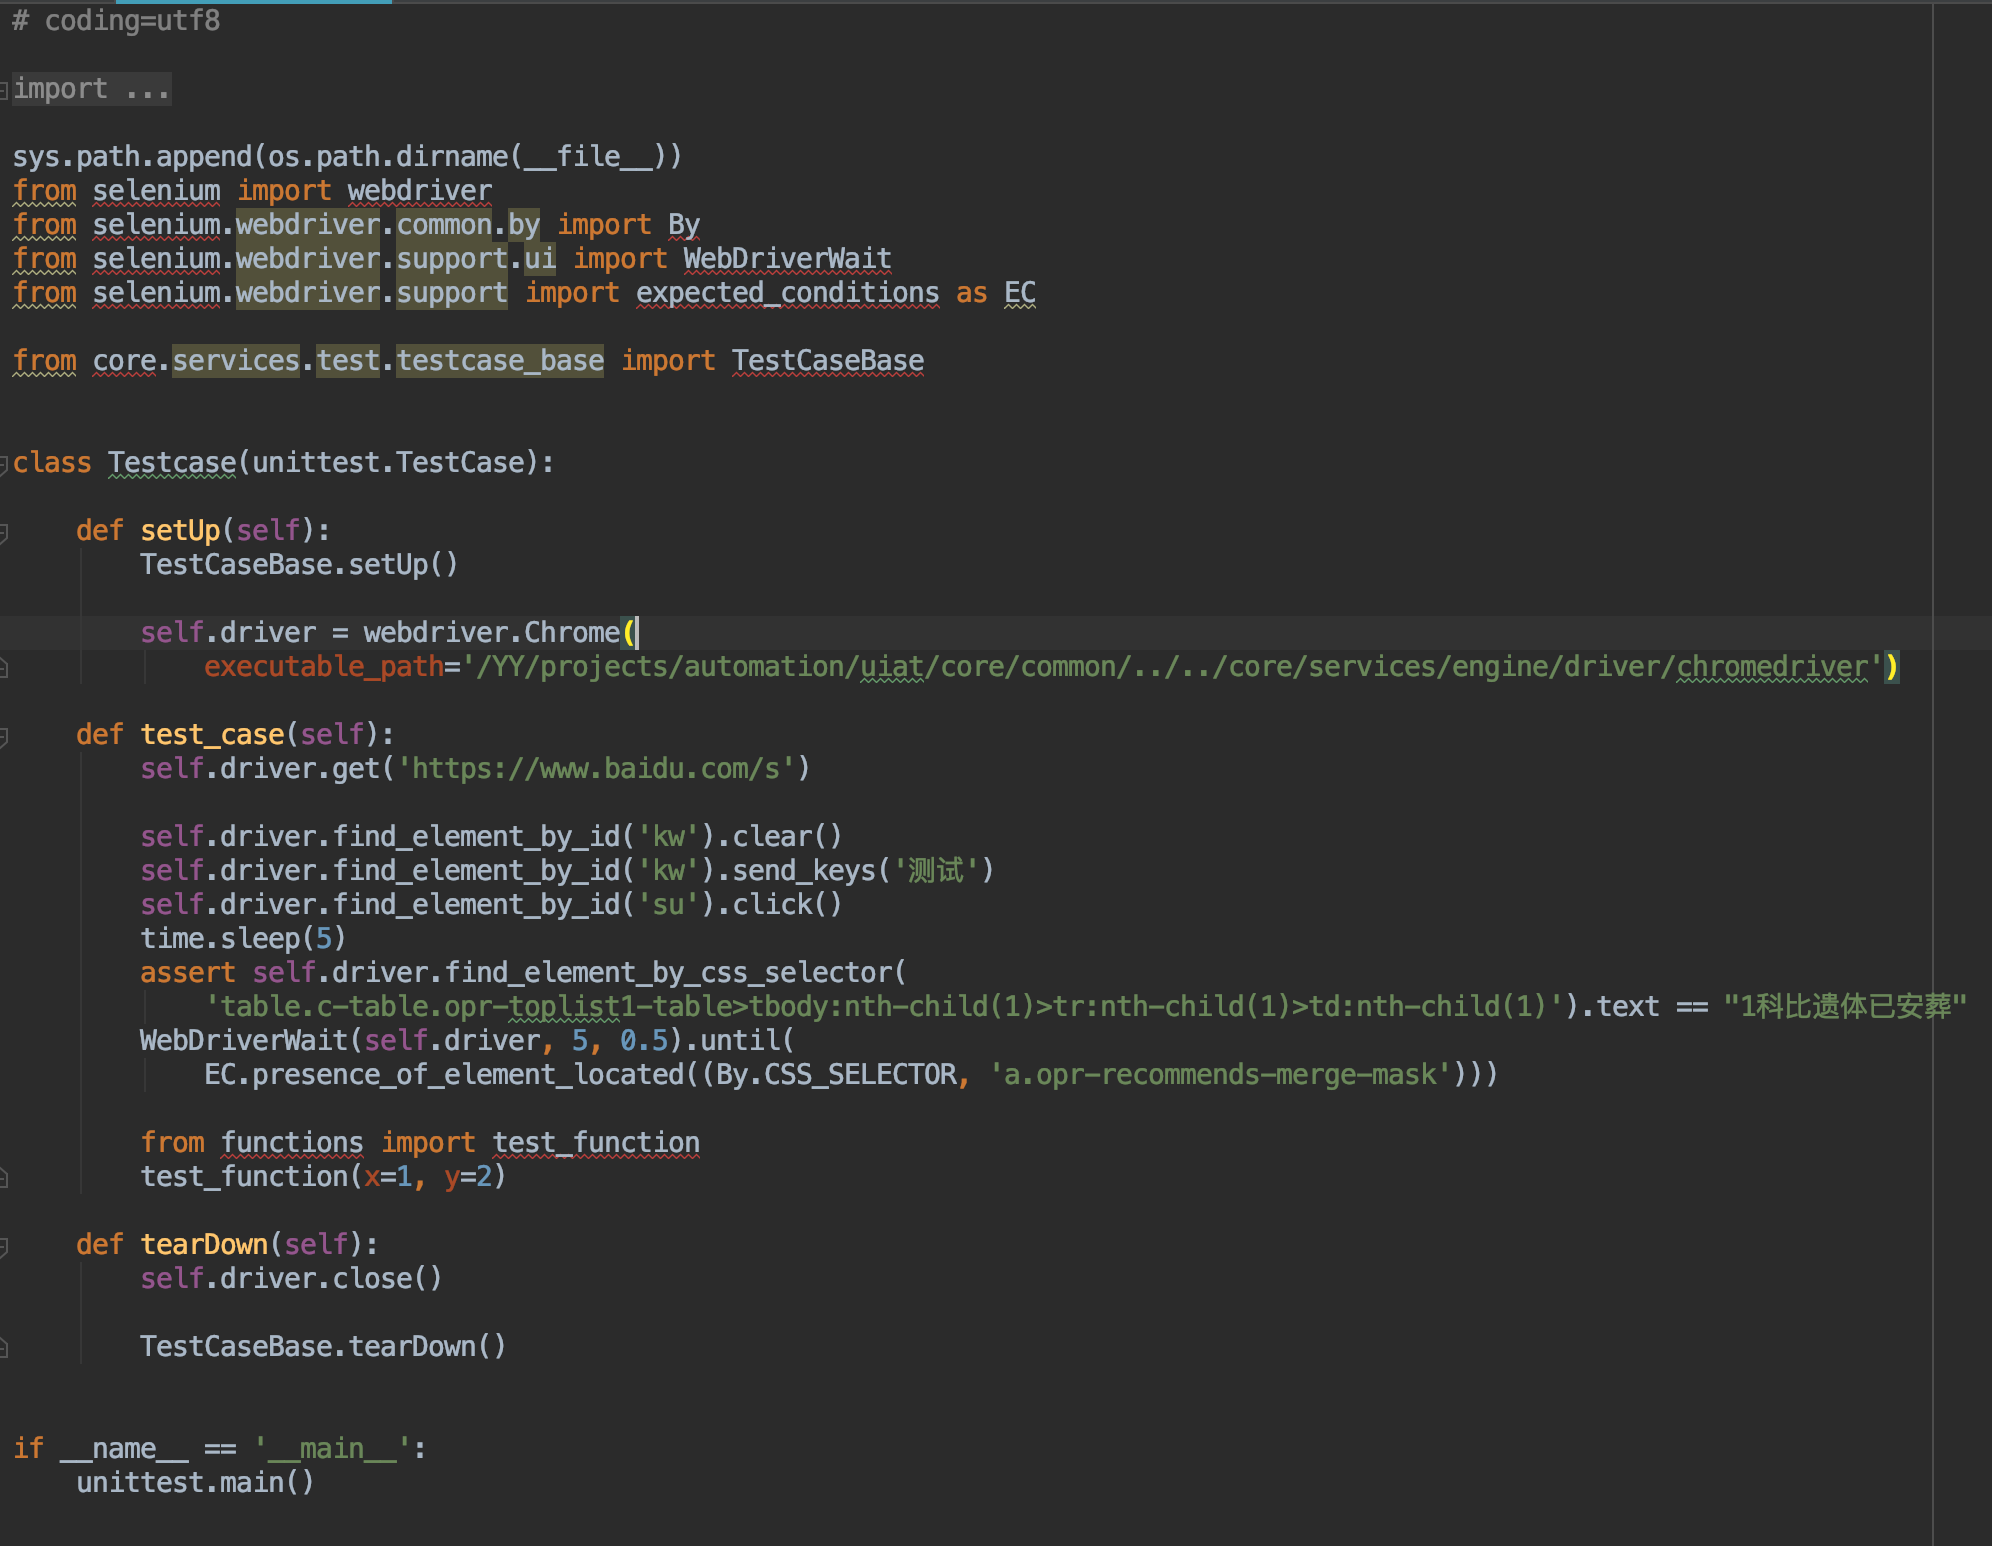 # coding=utf8
import ...
sys.path.append(os.path.dirname(__file__))
from selenium import webdriver
from selenium.webdriver.common.by import By
from selenium.webdriver.support.ui import WebDriverWait
from selenium.webdriver.support import expected_conditions as EC
from core.services.test.testcase_base import TestCaseBase
class Testcase(unittest.TestCase):
    def setUp(self):
        TestCaseBase.setUp()
        self.driver = webdriver.Chrome(
            executable_path='/YY/projects/automation/uiat/core/common/../../core/services/engine/driver/chromedriver')
    def test_case(self):
        self.driver.get('https://www.baidu.com/s')
        self.driver.find_element_by_id('kw').clear()
        self.driver.find_element_by_id('kw').send_keys('测试')
        self.driver.find_element_by_id('su').click()
        time.sleep(5)
        assert self.driver.find_element_by_css_selector(
            'table.c-table.opr-toplist1-table>tbody:nth-child(1)>tr:nth-child(1)>td:nth-child(1)').text == "1科比遗体已安葬"
        WebDriverWait(self.driver, 5, 0.5).until(
            EC.presence_of_element_located((By.CSS_SELECTOR, 'a.opr-recommends-merge-mask')))
        from functions import test_function
        test_function(x=1, y=2)
    def tearDown(self):
        self.driver.close()
        TestCaseBase.tearDown()
if __name__ == '__main__':
    unittest.main()